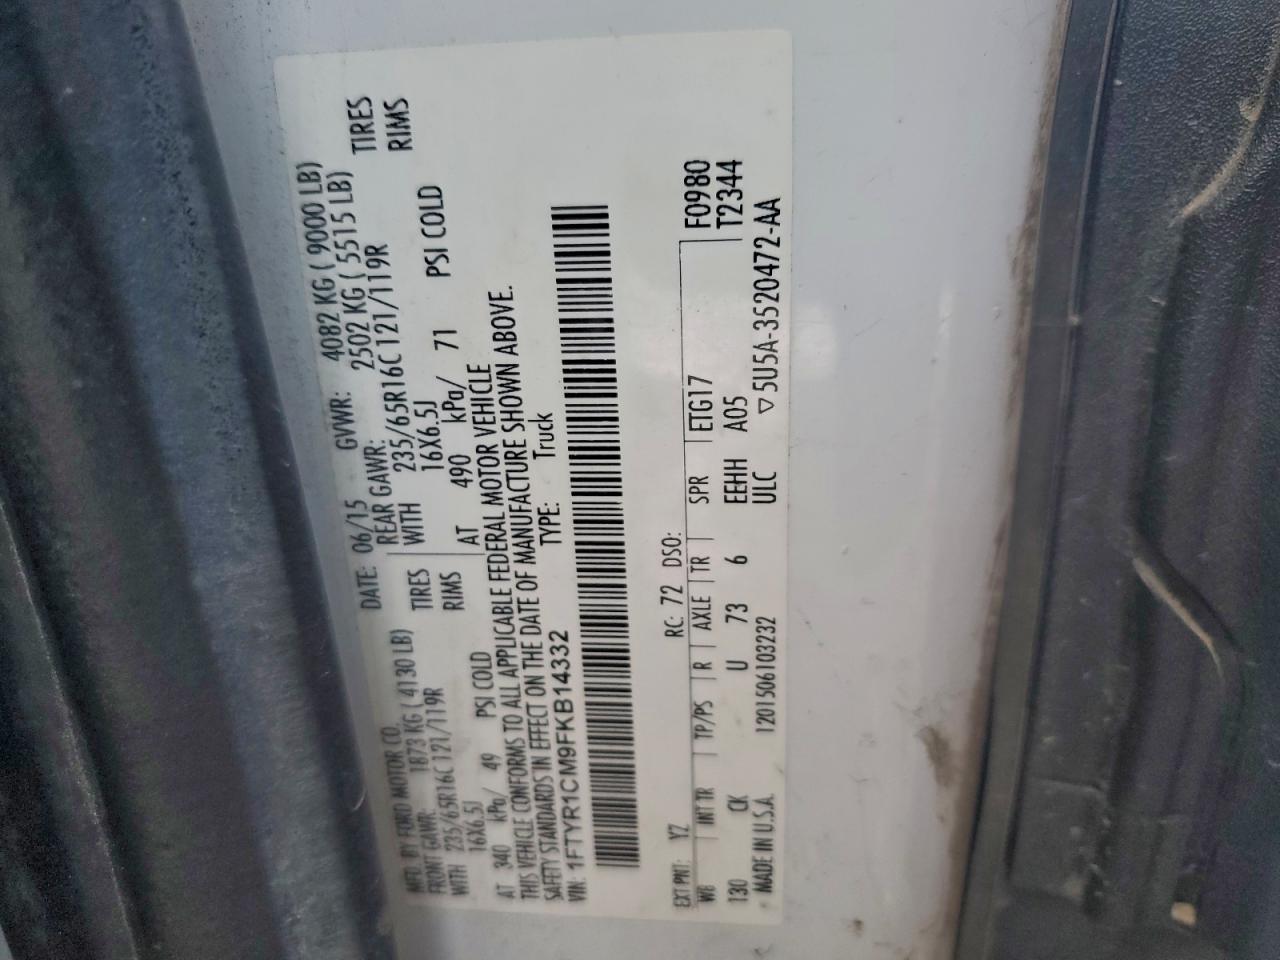 MFD. BY FORD MOTOR CO.
DATE: 06/15 GVWR: 4082 KG ( 9000 LB)
FRONT GAWR: 1873 KG ( 4130 LB) REAR GAWR: 2502 KG ( 5515 LB)
WITH 235/65R16C 121/119R TIRES WITH 235/65R16C 121/119R TIRES
16X6.5J RIMS 16X6.5J RIMS
AT 340 kPa/ 49 PSI COLD AT 490 kPa/ 71 PSI COLD
THIS VEHICLE CONFORMS TO ALL APPLICABLE FEDERAL MOTOR VEHICLE
SAFETY STANDARDS IN EFFECT ON THE DATE OF MANUFACTURE SHOWN ABOVE.
VIN: 1FTYR1CM9FKB14332 TYPE: Truck
EXT PNT: YZ RC: 72 DSO: F0980
WB INT TR TP/PS R AXLE TR SPR ETG17 T2344
130 CK U 73 6 EEHH A05
MADE IN U.S.A. 1201506103232 ULC ▽5U5A-3520472-AA